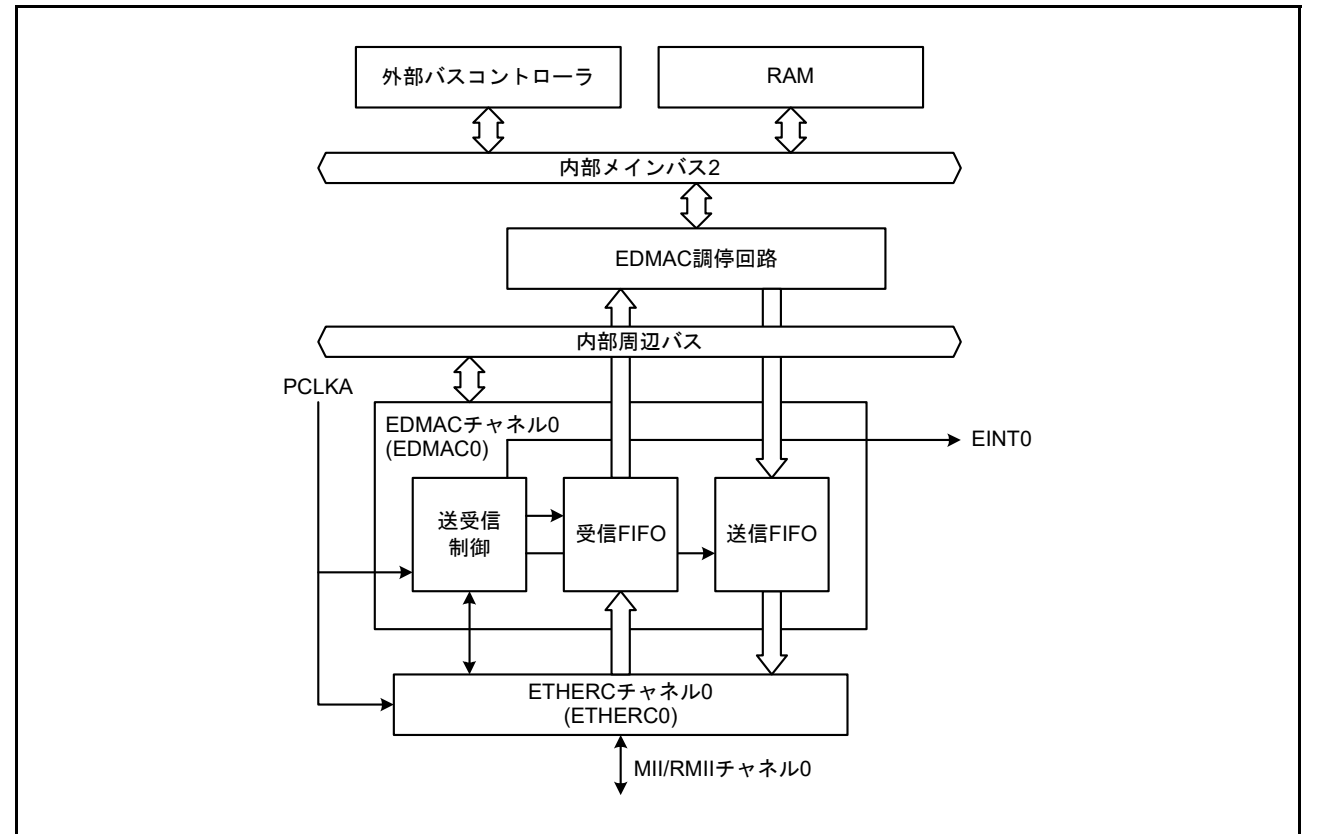 外部バスコントローラ
RAM
内部メインバス2
EDMAC調停回路
内部周辺バス
PCLKA
EDMACチャネル0
(EDMAC0)
EINT0
送受信
制御
受信FIFO
送信FIFO
ETHERCチャネル0
(ETHERC0)
MII/RMIIチャネル0